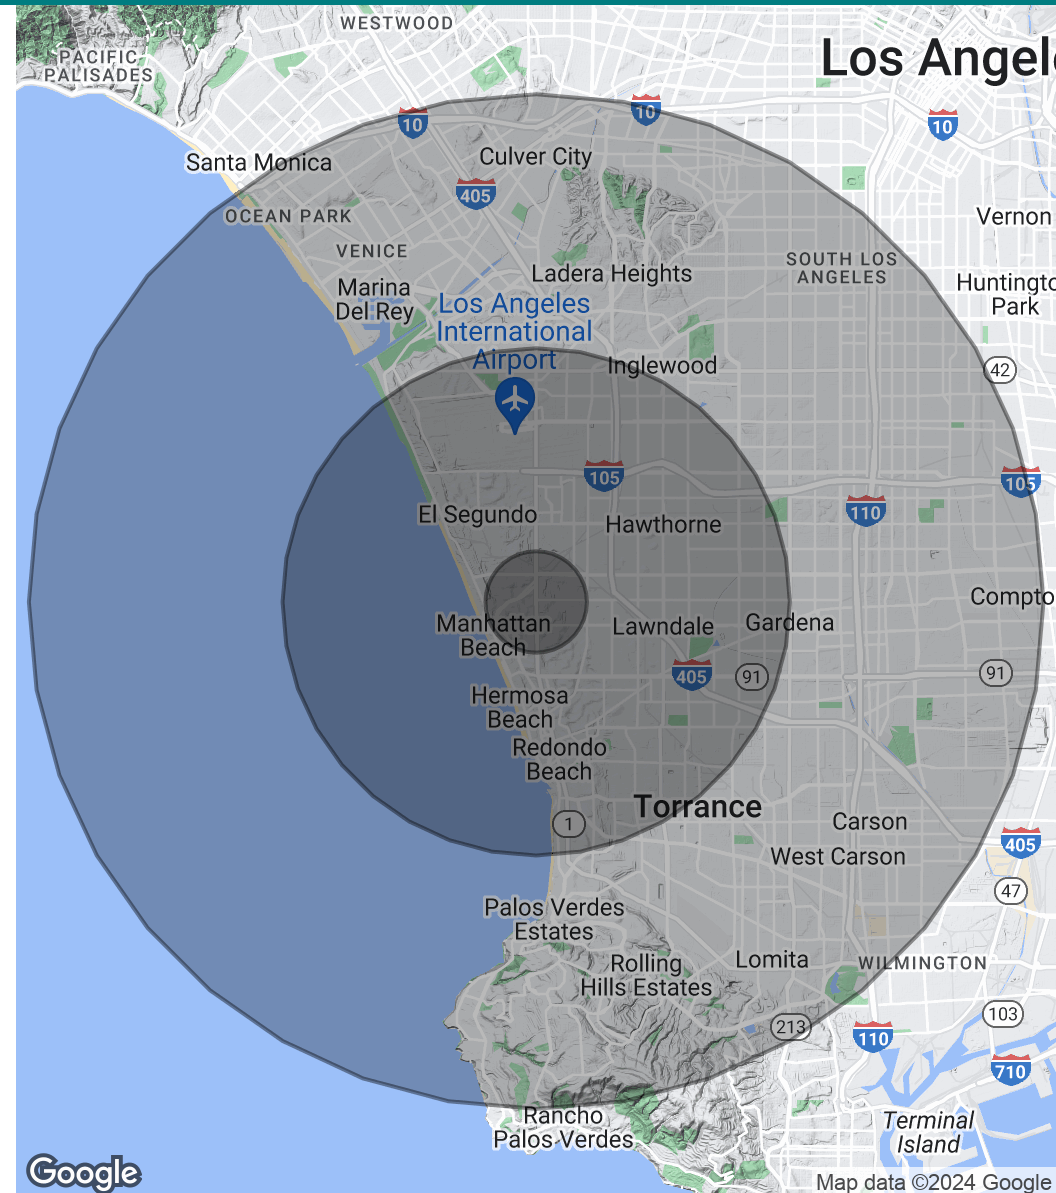 WESTWOOD
PACIFIC
PALISADES
Los Angel
10
10
10
Santa Monica
Culver City
405
OCEAN PARK
Vernon
VENICE
SOUTH LOS
ANGELES
Ladera Heights
Marina
Del Rey
Huntingto
Park
Los Angeles
International
Airport
Inglewood
42
105
105
110
El Segundo
Hawthorne
Compto
Manhattan
Beach
Lawndale
Gardena
405
91
91
Hermosa
Beach
Redondo
Beach
Torrance
1
Carson
405
West Carson
47
Palos Verdes
Estates
Rolling
Hills Estates
Lomita
WILMINGTON
103
213
110
710
Rancho
Palos Verdes
Terminal
Island
Google
Map data ©2024 Google